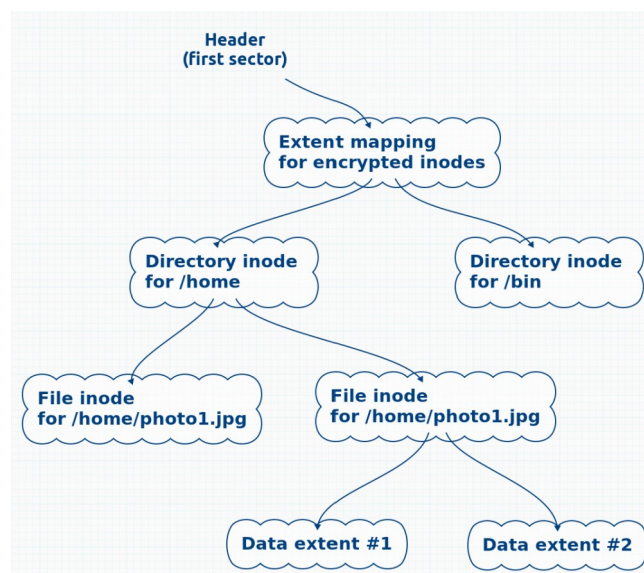 Header
(first sector)
Extent mapping
for encrypted inodes
Directory inode
for /home
Directory inode
for /bin
File inode
for /home/photo1.jpg
File inode
for /home/photo1.jpg
Data extent #1
Data extent #2